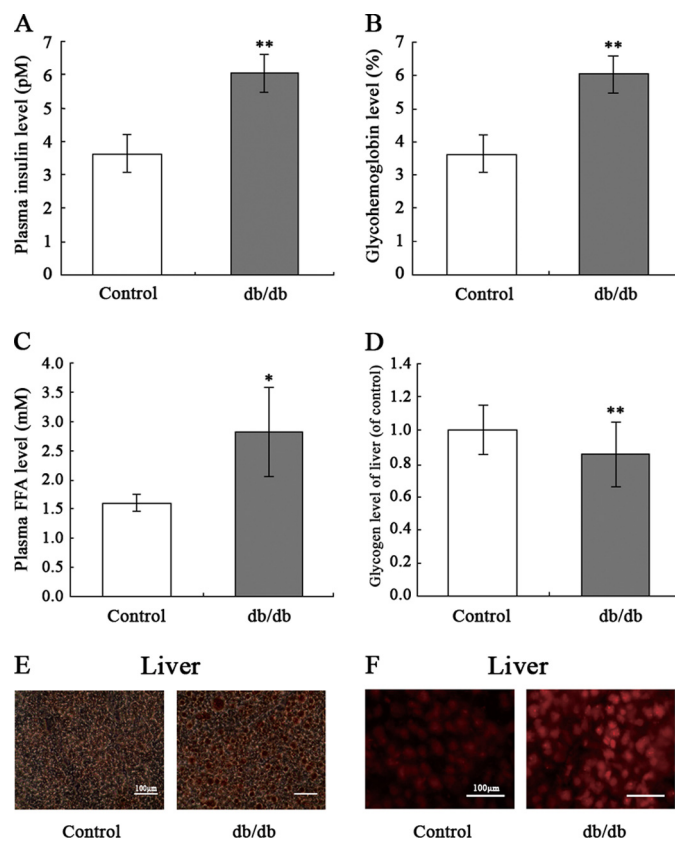 A
Plasma insulin level (pM)
7
6
5
4
3
2
1
0
**
Control
db/db
B
Glycohemoglobin level (%)
7
6
5
4
3
2
1
0
**
Control
db/db
C
Plasma FFA level (mM)
4.0
3.5
3.0
2.5
2.0
1.5
1.0
0.5
0.0
*
Control
db/db
D
Glycogen level of liver (of control)
1.4
1.2
1.0
0.8
0.6
0.4
0.2
0.0
**
Control
db/db
E
Liver
100μm
Control
db/db
F
Liver
100μm
Control
db/db